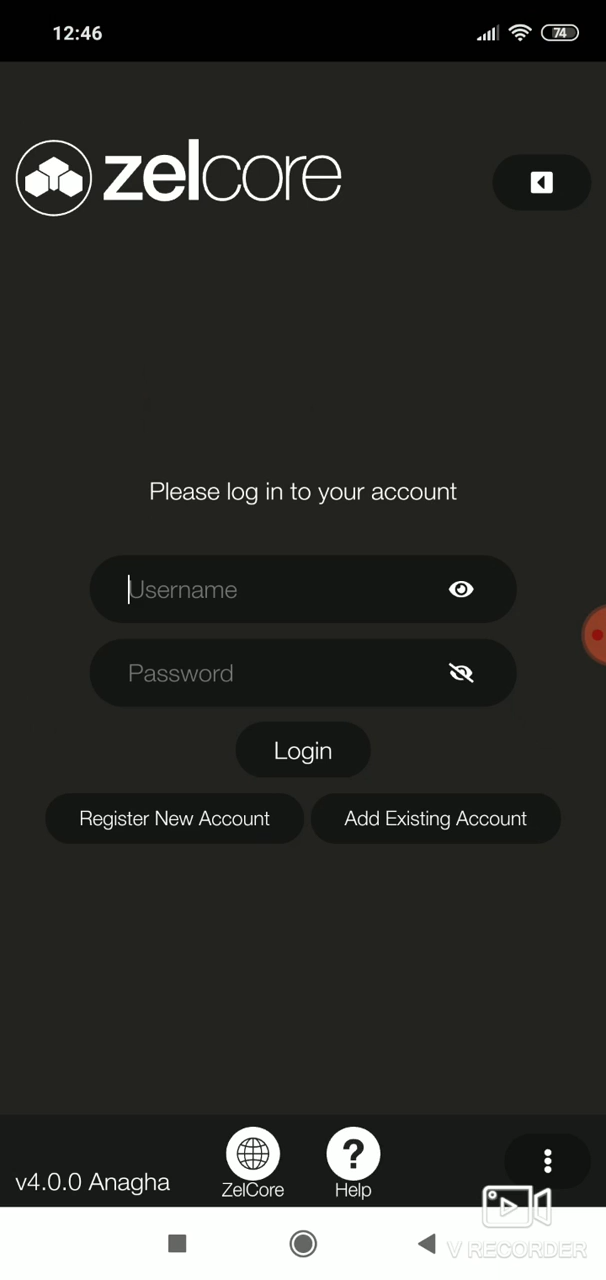 12:46
74
zelcore
Please log in to your account
Username
Password
Login
Register New Account Add Existing Account
v4.0.0 Anagha
ZelCore
?
Help
V RECORDER